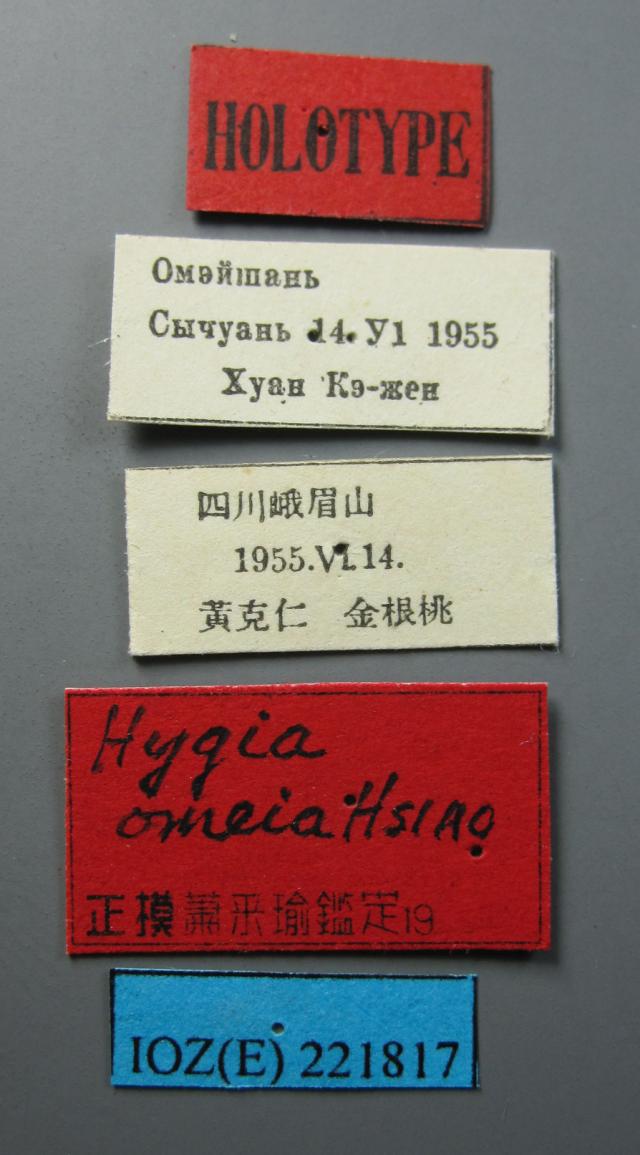 HOLOTYPE
Омэйшань
Сычуань 14. У1 1955
Хуан Кэ-жен
四川峨眉山
1955.VI.14.
黃克仁 金根桃
Hygia
omeia HSIAO
正模 蕭采瑜鑑定19
IOZ(E) 221817